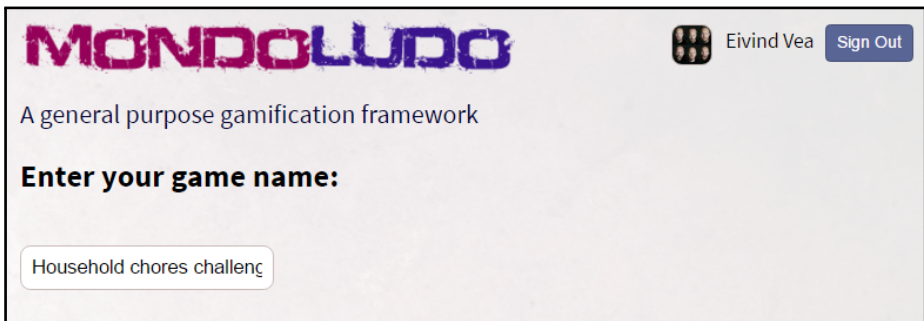 MONDOLUDO
Eivind Vea
Sign Out
A general purpose gamification framework
Enter your game name:
Household chores challeng